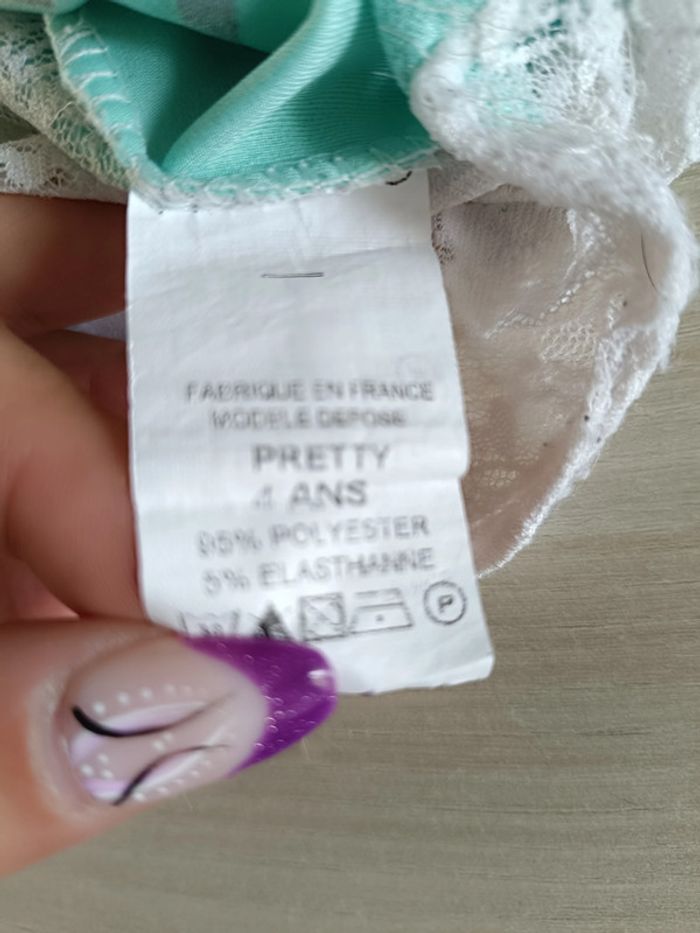 FABRIQUE EN FRANCE
MODELE DEPOSE
PRETTY
4 ANS
95% POLYESTER
5% ELASTHANNE
P